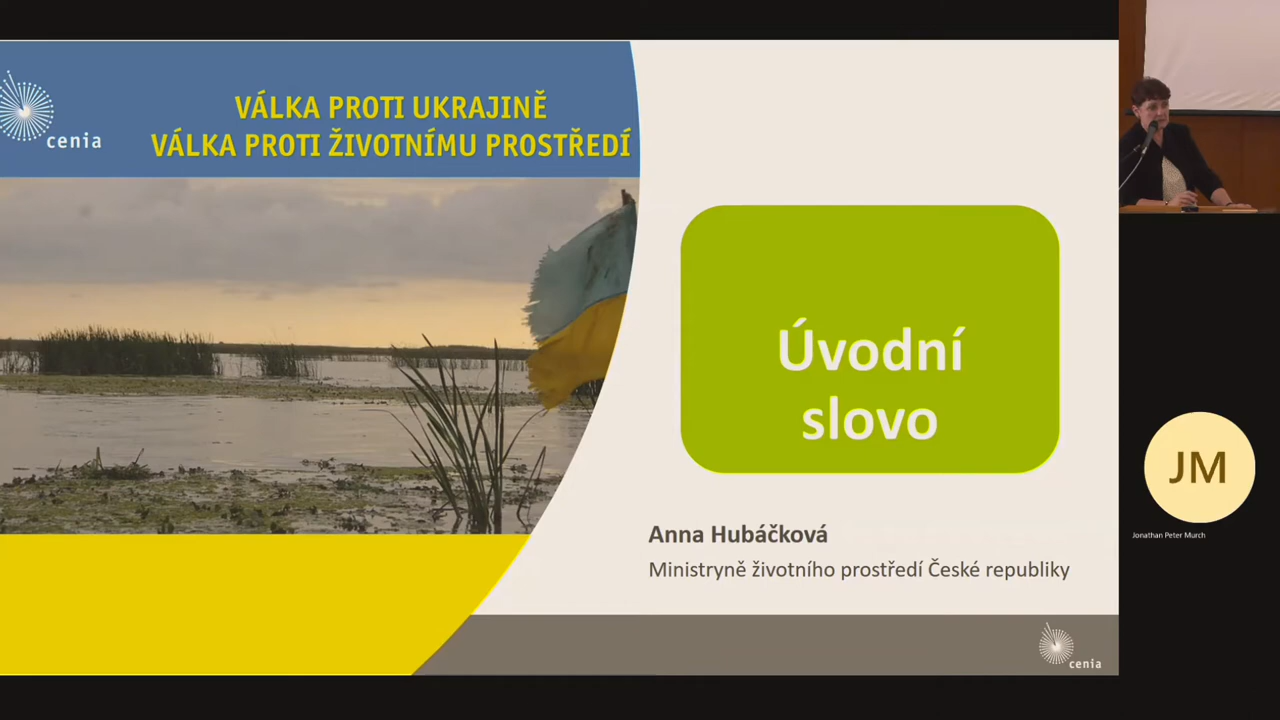 VÁLKA PROTI UKRAJINĚ
VÁLKA PROTI ŽIVOTNÍMU PROSTŘEDÍ
cenia
Úvodní
slovo
Anna Hubáčková
Ministryně životního prostředí České republiky
cenia
JM
Jonathan Peter Murch